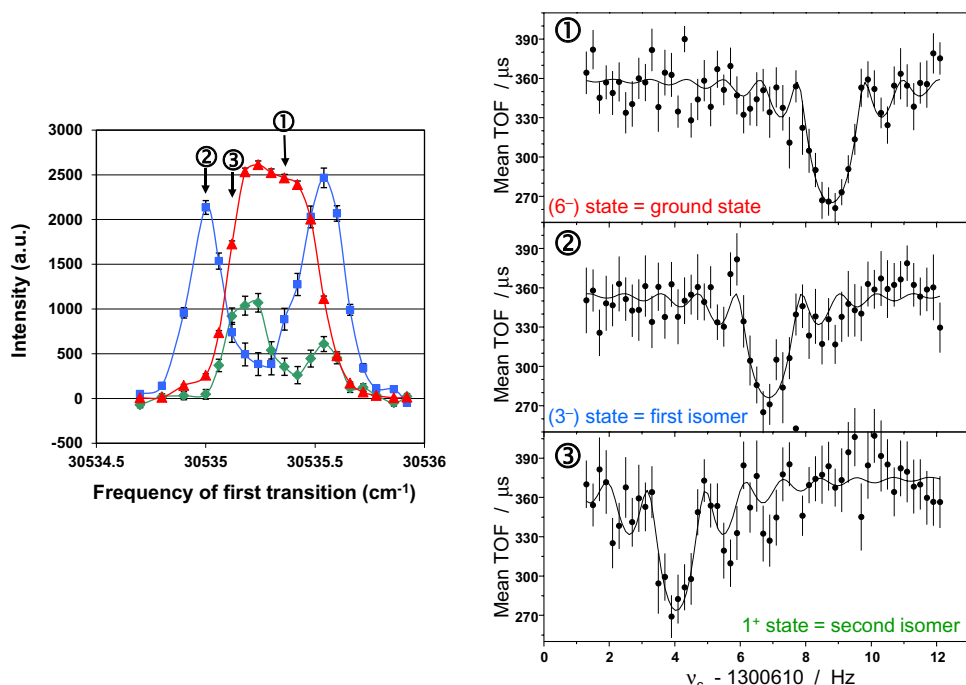 3000
2500
2000
1500
1000
500
0
-500
30534.5 30535 30535.5 30536
Intensity (a.u.)
Frequency of first transition (cm-1)
② ③ ①
①
390
360
330
300
270
Mean TOF / μs
(6–) state = ground state
②
390
360
330
300
270
Mean TOF / μs
(3–) state = first isomer
③
390
360
330
300
270
Mean TOF / μs
1+ state = second isomer
0 2 4 6 8 10 12
νc - 1300610 / Hz